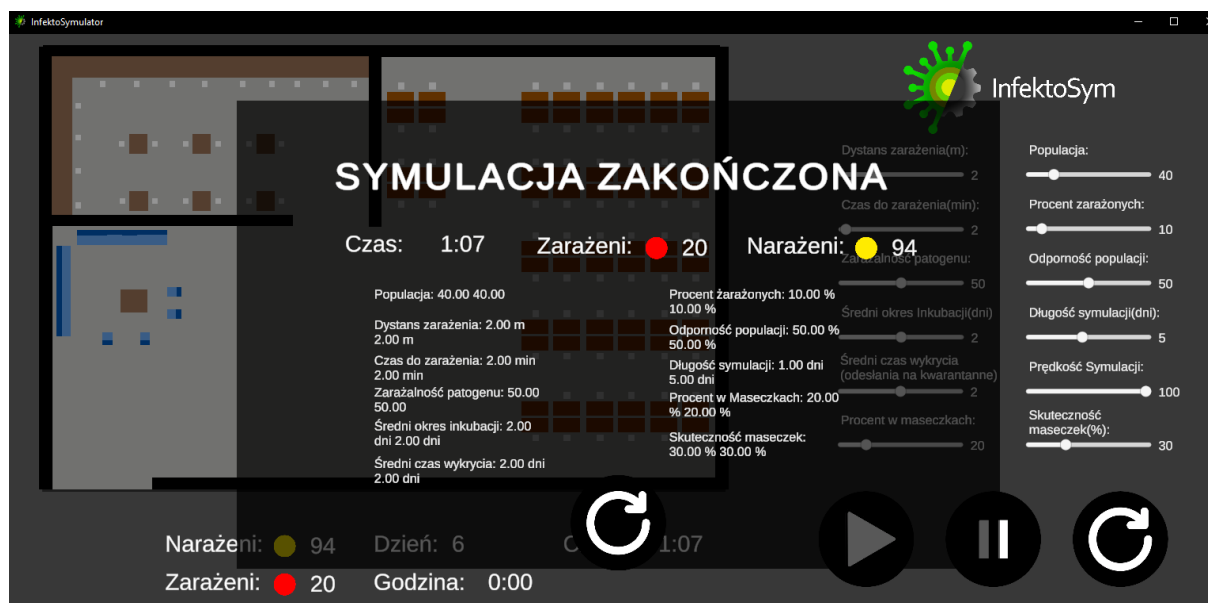 InfektoSymulator
InfektoSym
SYMULACJA ZAKOŃCZONA
Czas: 1:07 Zarażeni: 20 Narażeni: 94
Populacja: 40.00 40.00
Dystans zarażenia: 2.00 m
2.00 m
Czas do zarażenia: 2.00 min
2.00 min
Zarażalność patogenu: 50.00
50.00
Średni okres inkubacji: 2.00
dni 2.00 dni
Średni czas wykrycia: 2.00 dni
2.00 dni
Procent żarażonych: 10.00 %
10.00 %
Odporność populacji: 50.00 %
50.00 %
Długość symulacji: 1.00 dni
5.00 dni
Procent w Maseczkach: 20.00
% 20.00 %
Skuteczność maseczek:
30.00 % 30.00 %
Dystans zarażenia(m):
2
Czas do zarażenia(min):
2
Zarażalność patogenu:
50
Średni okres Inkubacji(dni)
2
Średni czas wykrycia
(odesłania na kwarantanne)
2
Procent w maseczkach:
20
Populacja:
40
Procent zarażonych:
10
Odporność populacji:
50
Długość symulacji(dni):
5
Prędkość Symulacji:
100
Skuteczność
maseczek(%):
30
Narażeni: 94 Dzień: 6 1:07
Zarażeni: 20 Godzina: 0:00